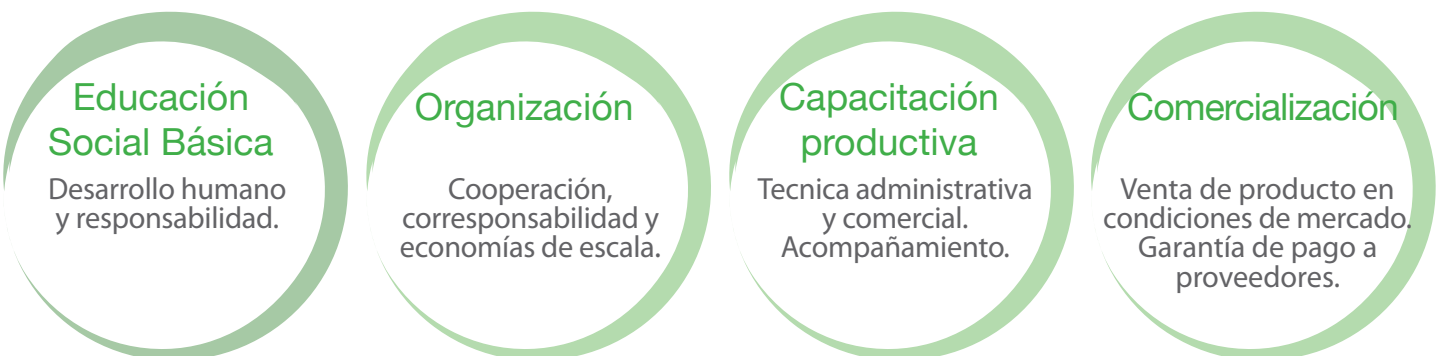 Educación
Social Básica
Desarrollo humano
y responsabilidad.
Organización
Cooperación,
corresponsabilidad y
economías de escala.
Capacitación
productiva
Tecnica administrativa
y comercial.
Acompañamiento.
Comercialización
Venta de producto en
condiciones de mercado.
Garantía de pago a
proveedores.